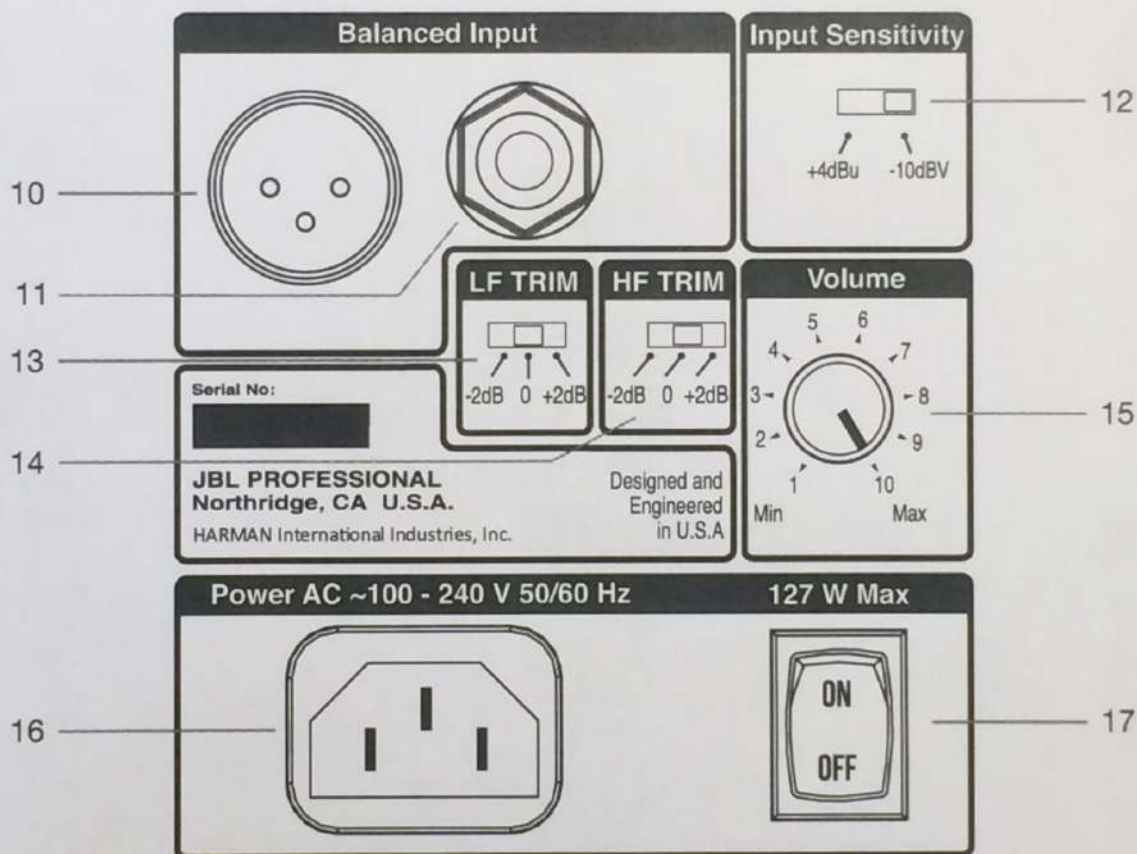 Balanced Input
10
11
Input Sensitivity
+4dBu -10dBV
12
LF TRIM
-2dB 0 +2dB
13
HF TRIM
-2dB 0 +2dB
14
Volume
1 2 3 4 5 6 7 8 9 10
Min Max
15
Serial No:
JBL PROFESSIONAL
Northridge, CA U.S.A.
HARMAN International Industries, Inc.
Designed and
Engineered
in U.S.A
Power AC ~100 - 240 V 50/60 Hz
127 W Max
16
ON
OFF
17